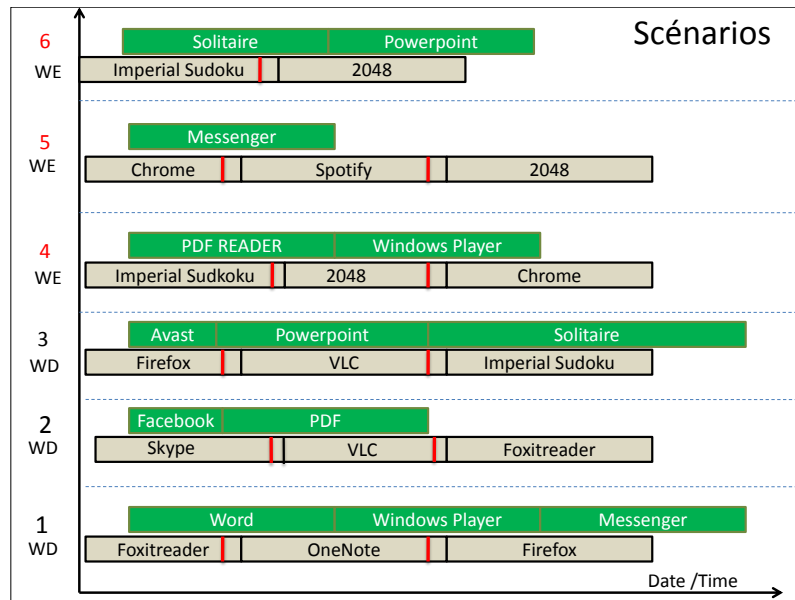 Scénarios
6
WE
Solitaire Powerpoint
Imperial Sudoku 2048
5
WE
Messenger
Chrome Spotify 2048
4
WE
PDF READER Windows Player
Imperial Sudkoku 2048 Chrome
3
WD
Avast Powerpoint Solitaire
Firefox VLC Imperial Sudoku
2
WD
Facebook PDF
Skype VLC Foxitreader
1
WD
Word Windows Player Messenger
Foxitreader OneNote Firefox
Date /Time